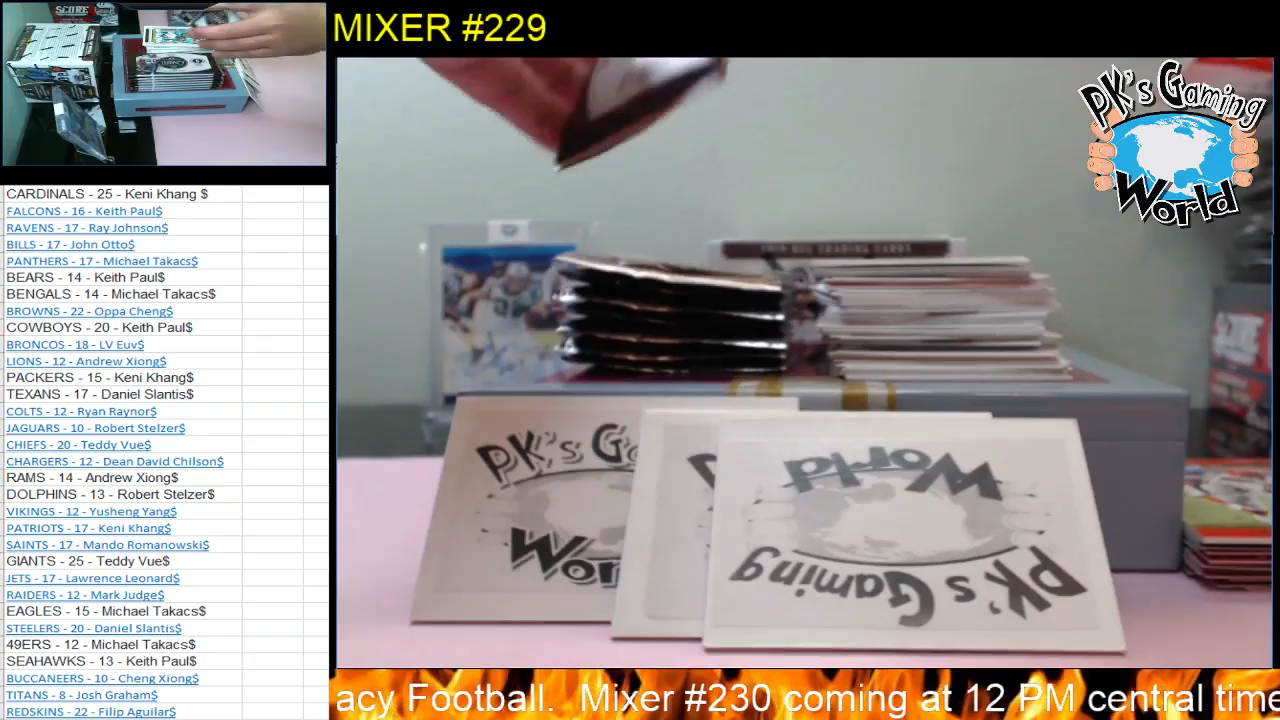 SCORE
MIXER #229
PK's Gaming
World
CARDINALS - 25 - Keni Khang $
FALCONS - 16 - Keith Paul$
RAVENS - 17 - Ray Johnson$
BILLS - 17 - John Otto$
PANTHERS - 17 - Michael Takacs$
BEARS - 14 - Keith Paul$
BENGALS - 14 - Michael Takacs$
BROWNS - 22 - Oppa Cheng$
COWBOYS - 20 - Keith Paul$
BRONCOS - 18 - LV Euv$
LIONS - 12 - Andrew Xiong$
PACKERS - 15 - Keni Khang$
TEXANS - 17 - Daniel Slantis$
COLTS - 12 - Ryan Raynor$
JAGUARS - 10 - Robert Stelzer$
CHIEFS - 20 - Teddy Vue$
CHARGERS - 12 - Dean David Chilson$
RAMS - 14 - Andrew Xiong$
DOLPHINS - 13 - Robert Stelzer$
VIKINGS - 12 - Yusheng Yang$
PATRIOTS - 17 - Keni Khang$
SAINTS - 17 - Mando Romanowski$
GIANTS - 25 - Teddy Vue$
JETS - 17 - Lawrence Leonard$
RAIDERS - 12 - Mark Judge$
EAGLES - 15 - Michael Takacs$
STEELERS - 20 - Daniel Slantis$
49ERS - 12 - Michael Takacs$
SEAHAWKS - 13 - Keith Paul$
BUCCANEERS - 10 - Cheng Xiong$
TITANS - 8 - Josh Graham$
REDSKINS - 22 - Filip Aguilar$
TRADING CARDS
PK's G
Wor
World
PK's Gaming
acy Football. Mixer #230 coming at 12 PM central time